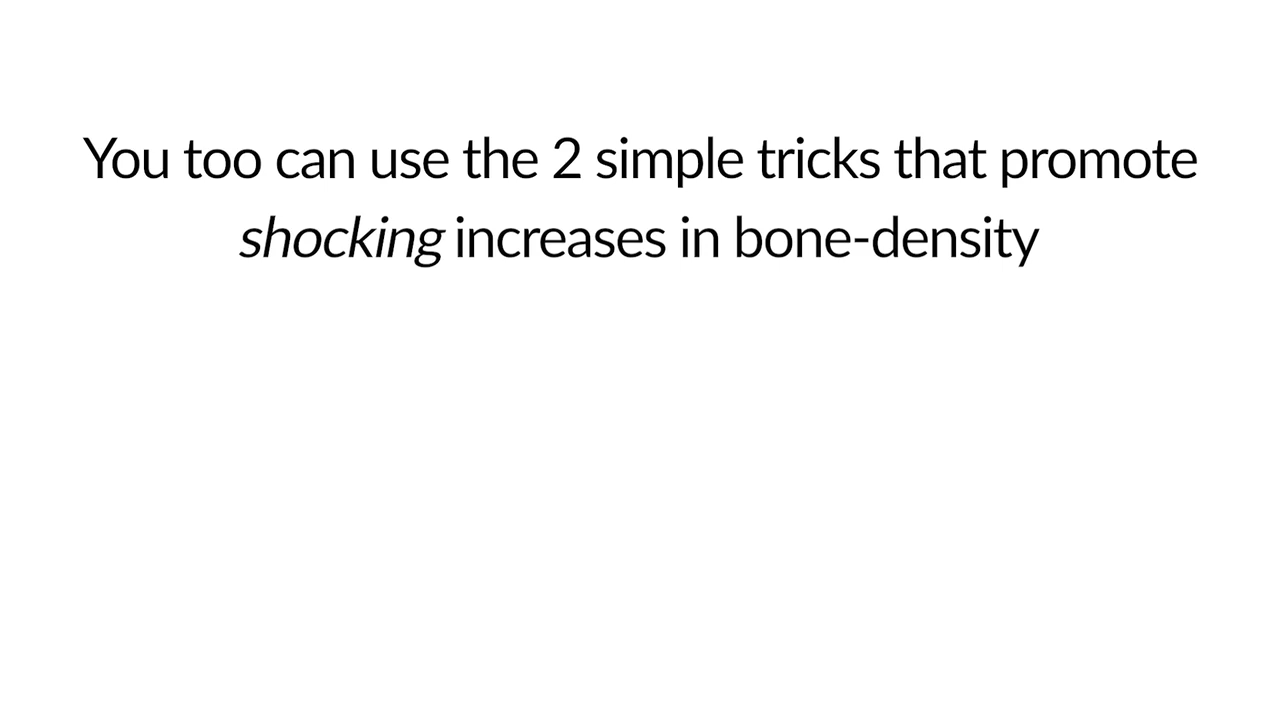 You too can use the 2 simple tricks that promote
shocking increases in bone-density